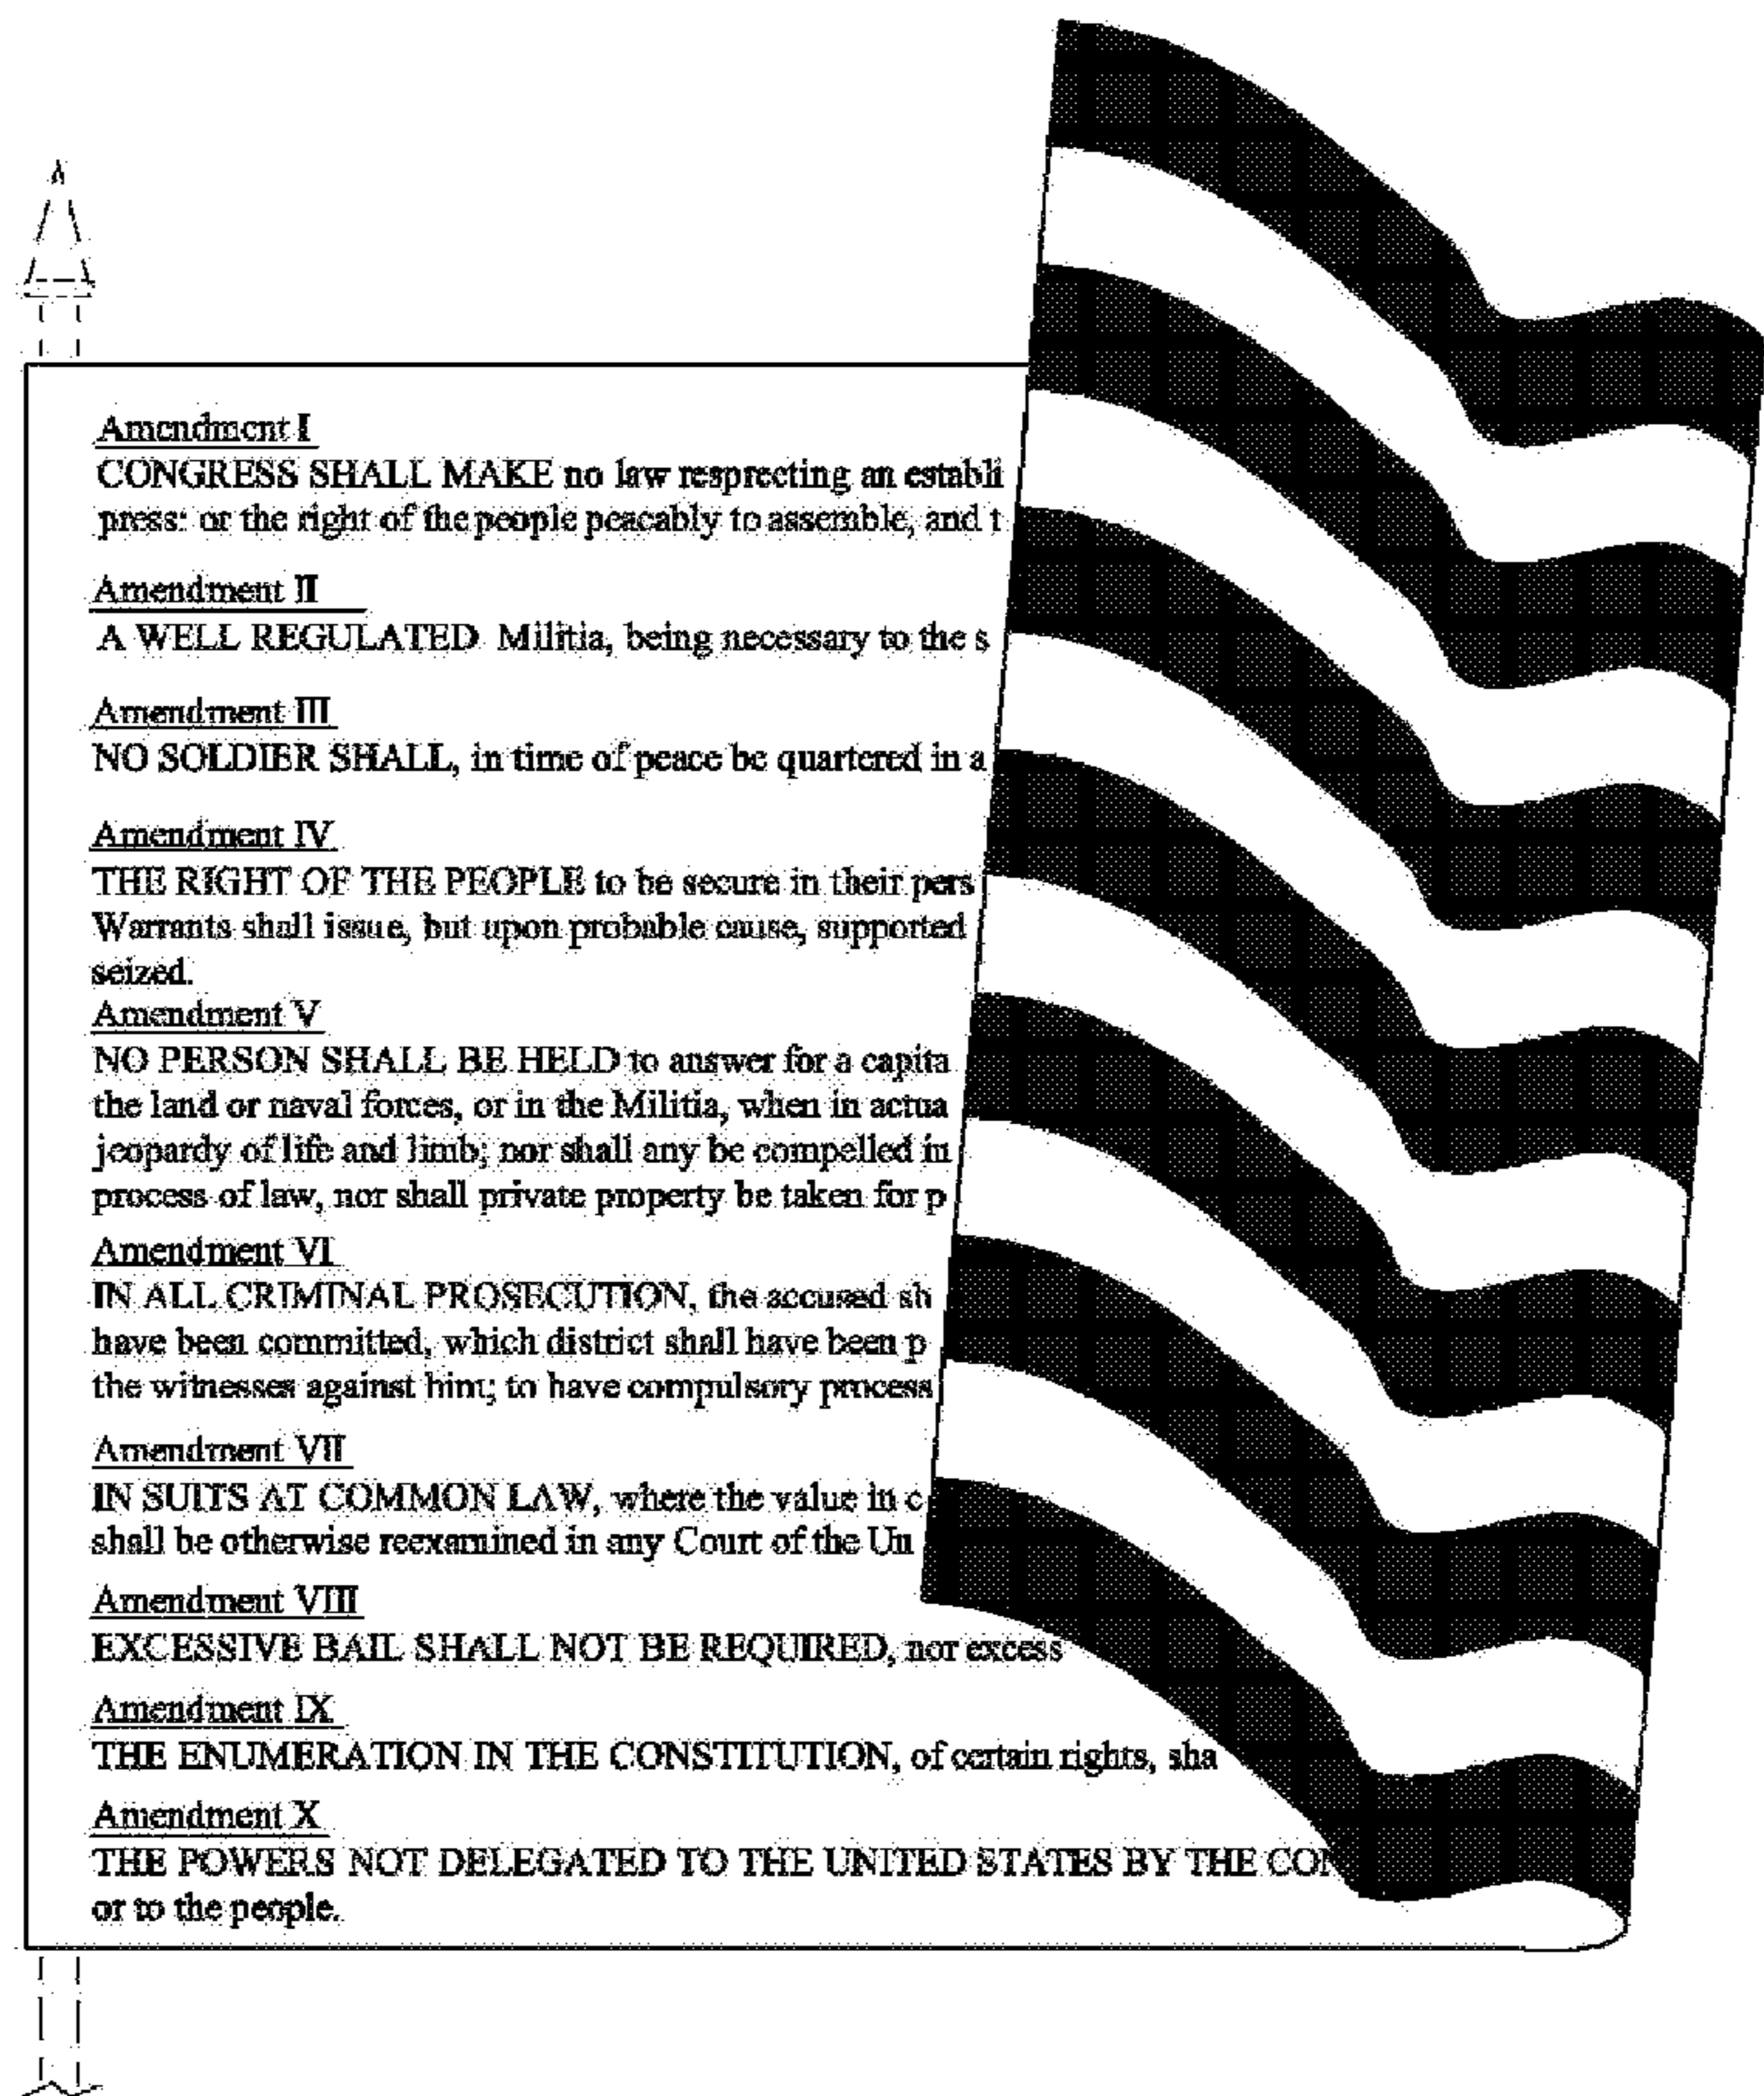 Amendment I
CONGRESS SHALL MAKE no law resprecting an establi
press: or the right of the people peacably to assemble, and t
Amendment II
A WELL REGULATED Militia, being necessary to the s
Amendment III
NO SOLDIER SHALL, in time of peace be quartered in a
Amendment IV
THE RIGHT OF THE PEOPLE to be secure in their pers
Warrants shall issue, but upon probable cause, supported
seized.
Amendment V
NO PERSON SHALL BE HELD to answer for a capita
the land or naval forces, or in the Militia, when in actua
jeopardy of life and limb; nor shall any be compelled in
process of law, nor shall private property be taken for p
Amendment VI
IN ALL CRIMINAL PROSECUTION, the accused sh
have been committed, which district shall have been p
the witnesses against him; to have compulsory process
Amendment VII
IN SUITS AT COMMON LAW, where the value in c
shall be otherwise reexamined in any Court of the Un
Amendment VIII
EXCESSIVE BAIL SHALL NOT BE REQUIRED, nor excess
Amendment IX
THE ENUMERATION IN THE CONSTITUTION, of certain rights, sha
Amendment X
THE POWERS NOT DELEGATED TO THE UNITED STATES BY THE CON
or to the people.